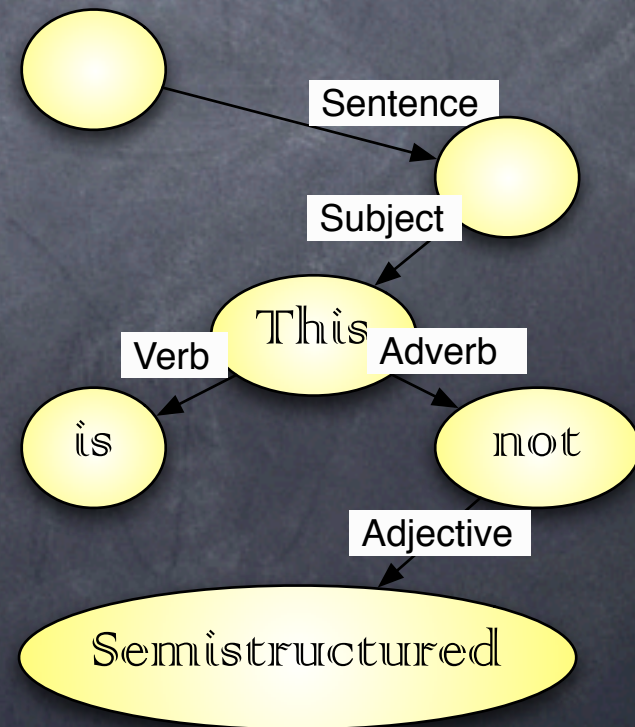 Sentence
Subject
This
Verb
Adverb
is
not
Adjective
Semistructured